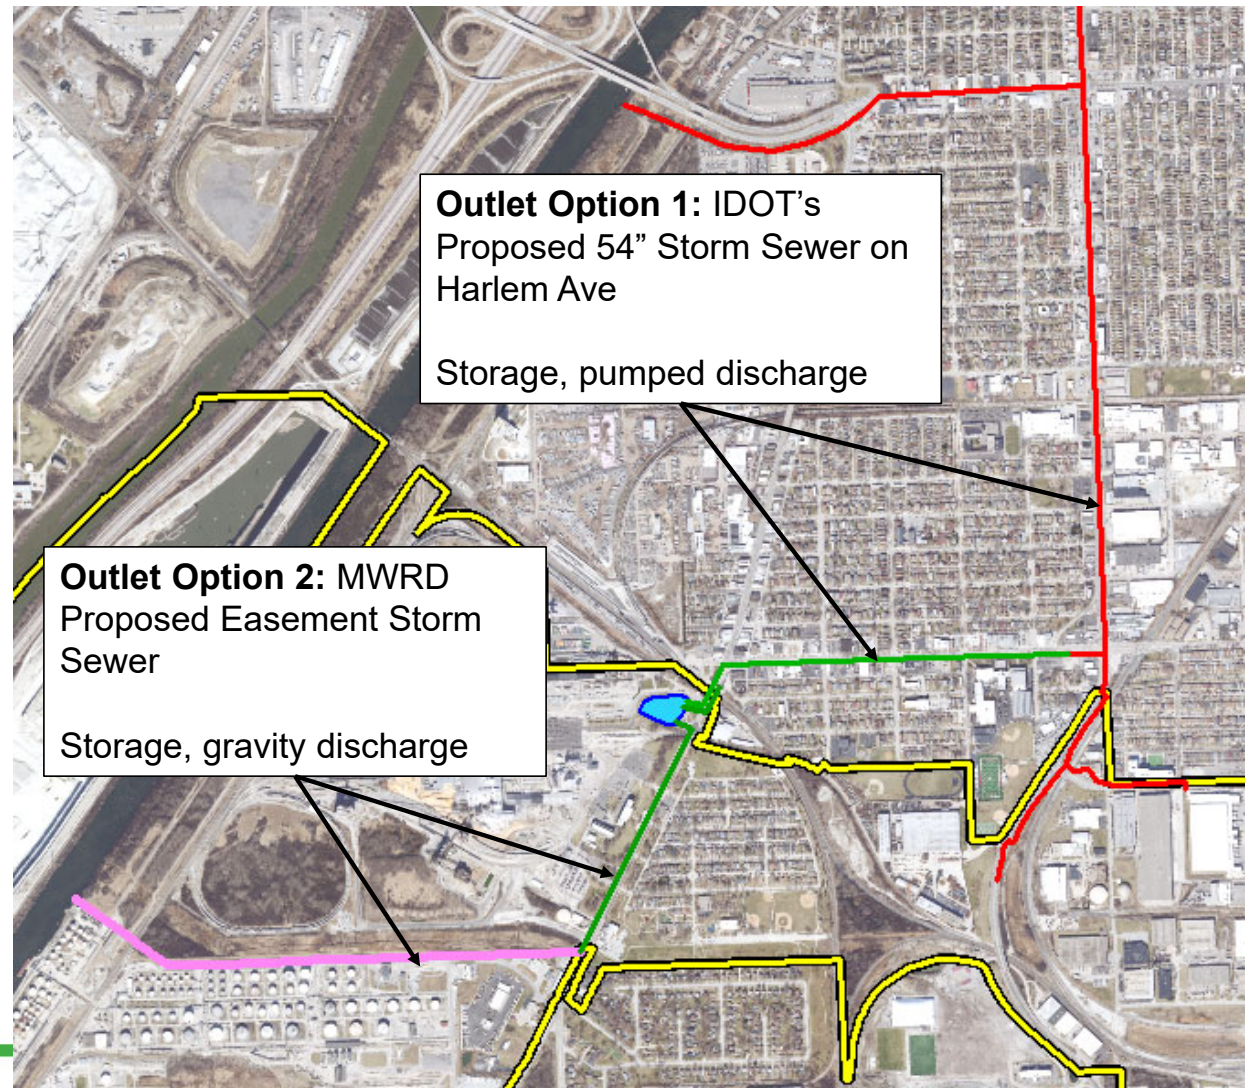 Outlet Option 1: IDOT’s
Proposed 54” Storm Sewer on
Harlem Ave
Storage, pumped discharge
Outlet Option 2: MWRD
Proposed Easement Storm
Sewer
Storage, gravity discharge